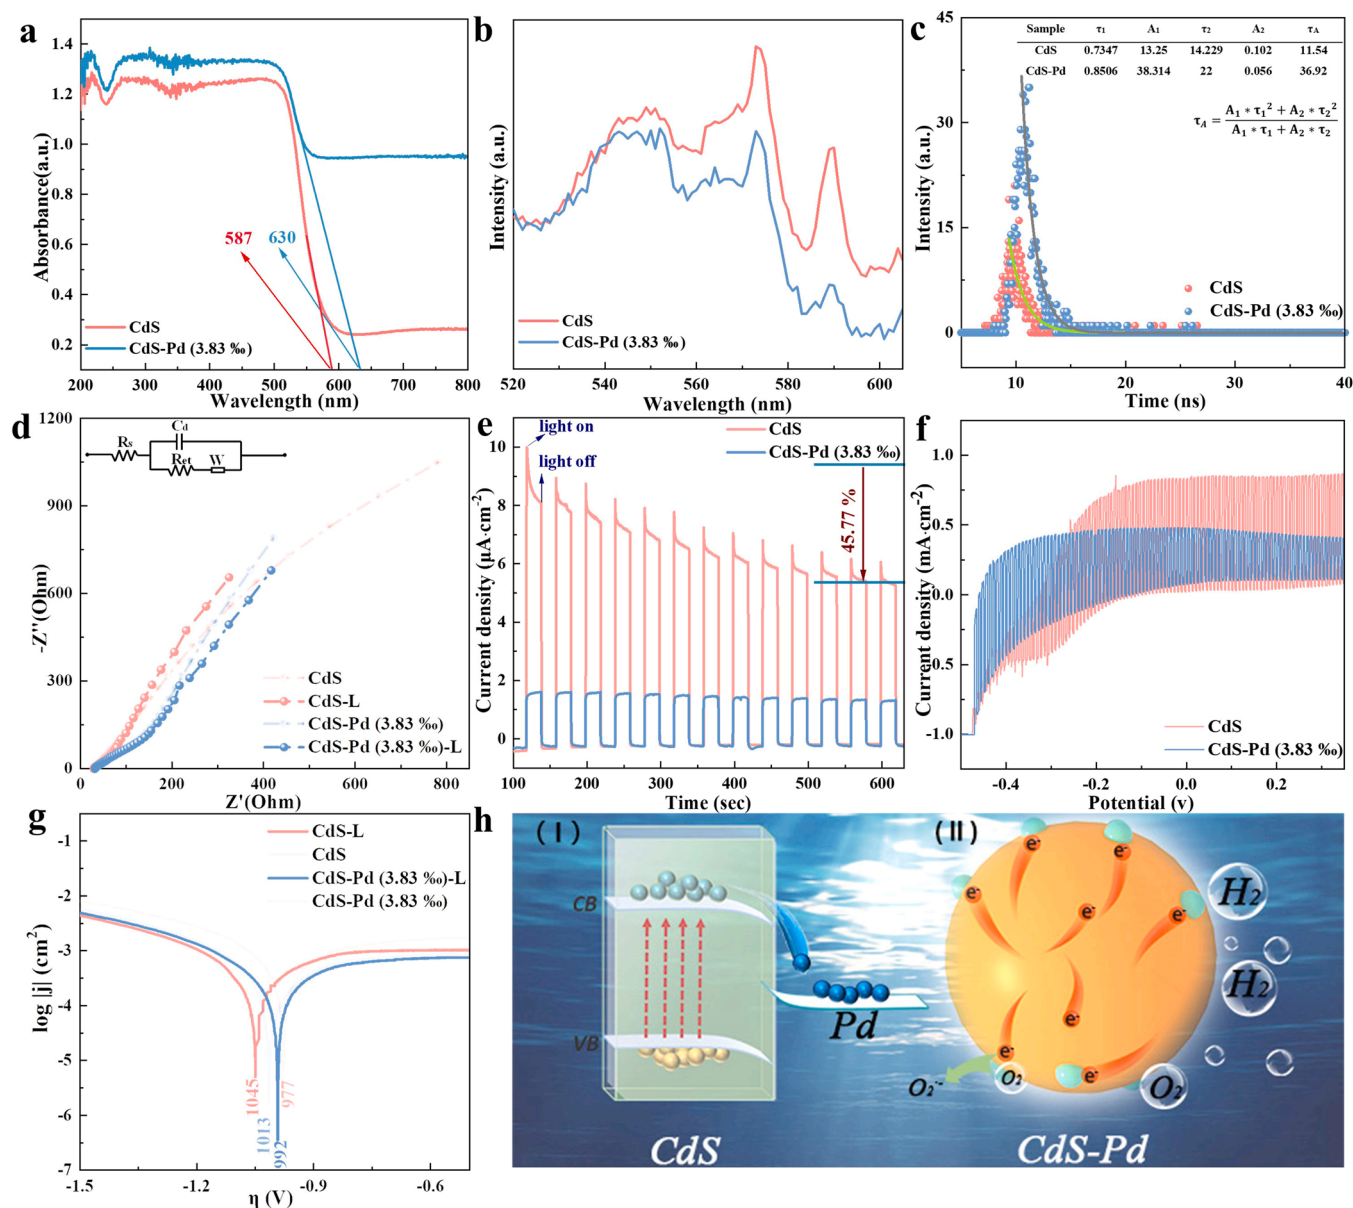 a
1.4
1.2
1.0
0.8
0.6
0.4
0.2
Absorbance(a.u.)
587
630
CdS
CdS-Pd (3.83 ‰)
200 300 400 500 600 700 800
Wavelength (nm)
b
Intensity (a.u.)
CdS
CdS-Pd (3.83 ‰)
520 540 560 580 600
Wavelength (nm)
c
45
30
15
0
Intensity (a.u.)
Sample τ₁ A₁ τ₂ A₂ τ_A
CdS 0.7347 13.25 14.229 0.102 11.54
CdS-Pd 0.8506 38.314 22 0.056 36.92
τ_A = (A₁ * τ₁² + A₂ * τ₂²) / (A₁ * τ₁ + A₂ * τ₂)
CdS
CdS-Pd (3.83 ‰)
10 20 30 40
Time (ns)
d
1200
900
600
300
0
-Z''(Ohm)
Rs
Cd
Ret
W
CdS
CdS-L
CdS-Pd (3.83 ‰)
CdS-Pd (3.83 ‰)-L
0 200 400 600 800
Z'(Ohm)
e
10
8
6
4
2
0
Current density (μA·cm⁻²)
light on
light off
CdS
CdS-Pd (3.83 ‰)
45.77 %
100 200 300 400 500 600
Time (sec)
f
1.0
0.5
0.0
-0.5
-1.0
Current density (mA·cm⁻²)
CdS
CdS-Pd (3.83 ‰)
-0.4 -0.2 0.0 0.2
Potential (v)
g
-1
-2
-3
-4
-5
-6
-7
log |j| (cm²)
CdS-L
CdS
CdS-Pd (3.83 ‰)-L
CdS-Pd (3.83 ‰)
1045
1013
992
977
-1.5 -1.2 -0.9 -0.6
η (V)
h
(I)
CB
VB
Pd
CdS
(II)
e⁻
e⁻
e⁻
e⁻
e⁻
e⁻
e⁻
e⁻
H₂
H₂
O₂
O₂
O₂·⁻
CdS-Pd